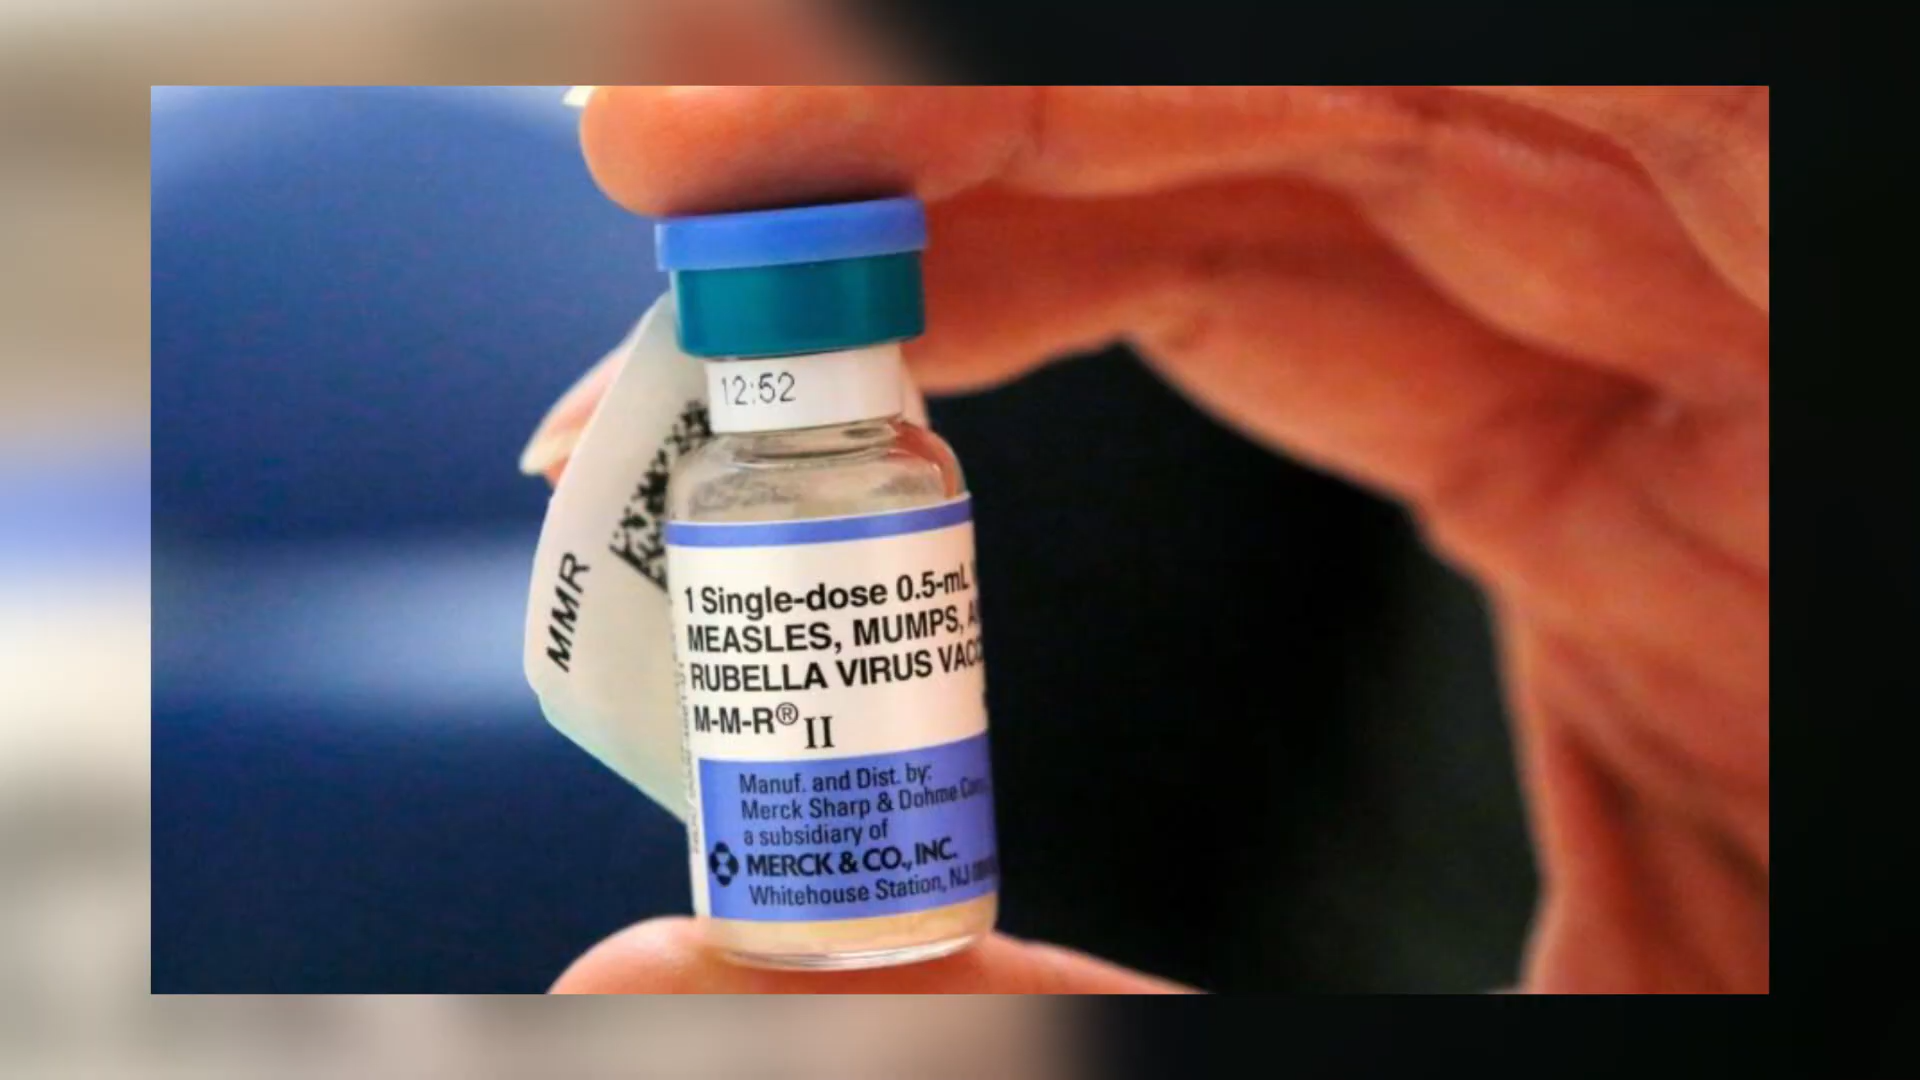 12:52
MMR
1 Single-dose 0.5-mL
MEASLES, MUMPS,
RUBELLA VIRUS
M-M-R® II
Manuf. and Dist. by:
Merck Sharp & Dohme
a subsidiary of
MERCK & CO., INC.
Whitehouse Station, NJ